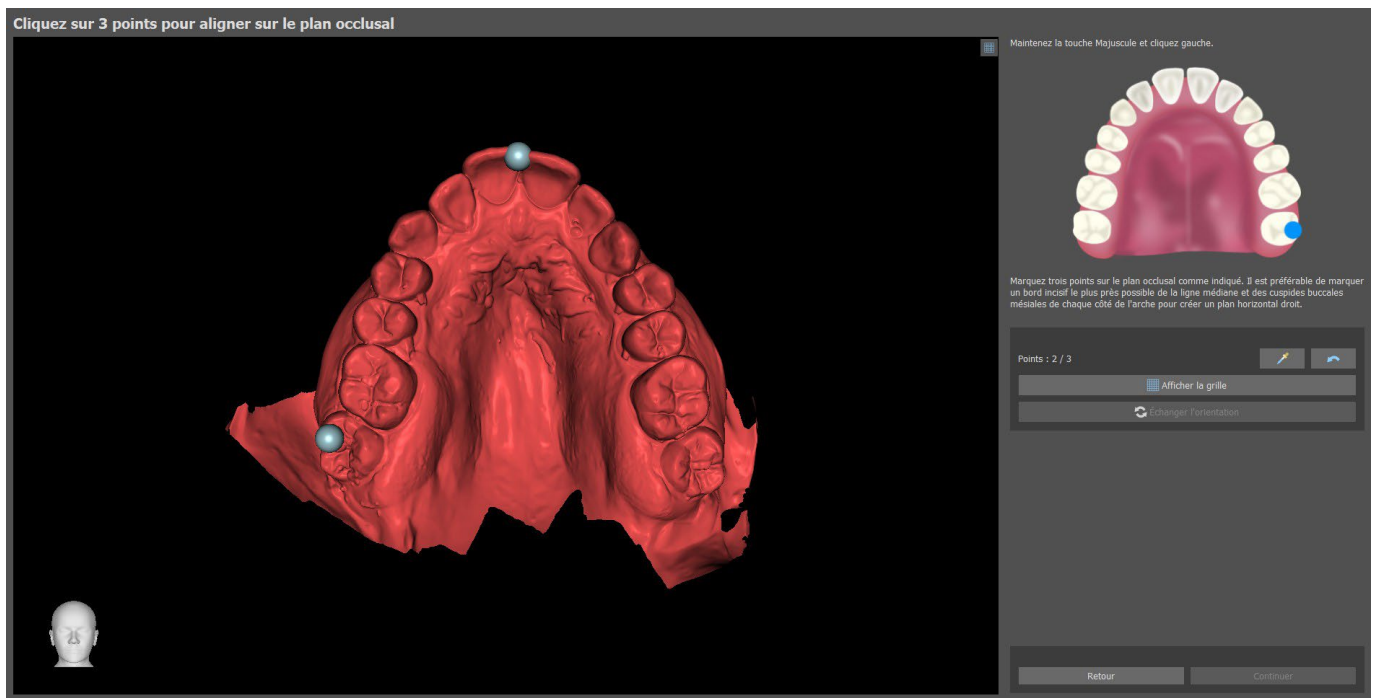 Cliquez sur 3 points pour aligner sur le plan occlusal
Maintenez la touche Majuscule et cliquez gauche.
Marquez trois points sur le plan occlusal comme indiqué. Il est préférable de marquer
un bord incisif le plus près possible de la ligne médiane et des cuspides buccales
mésiales de chaque côté de l'arche pour créer un plan horizontal droit.
Points : 2 / 3
Afficher la grille
Échanger l'orientation
Retour
Continuer